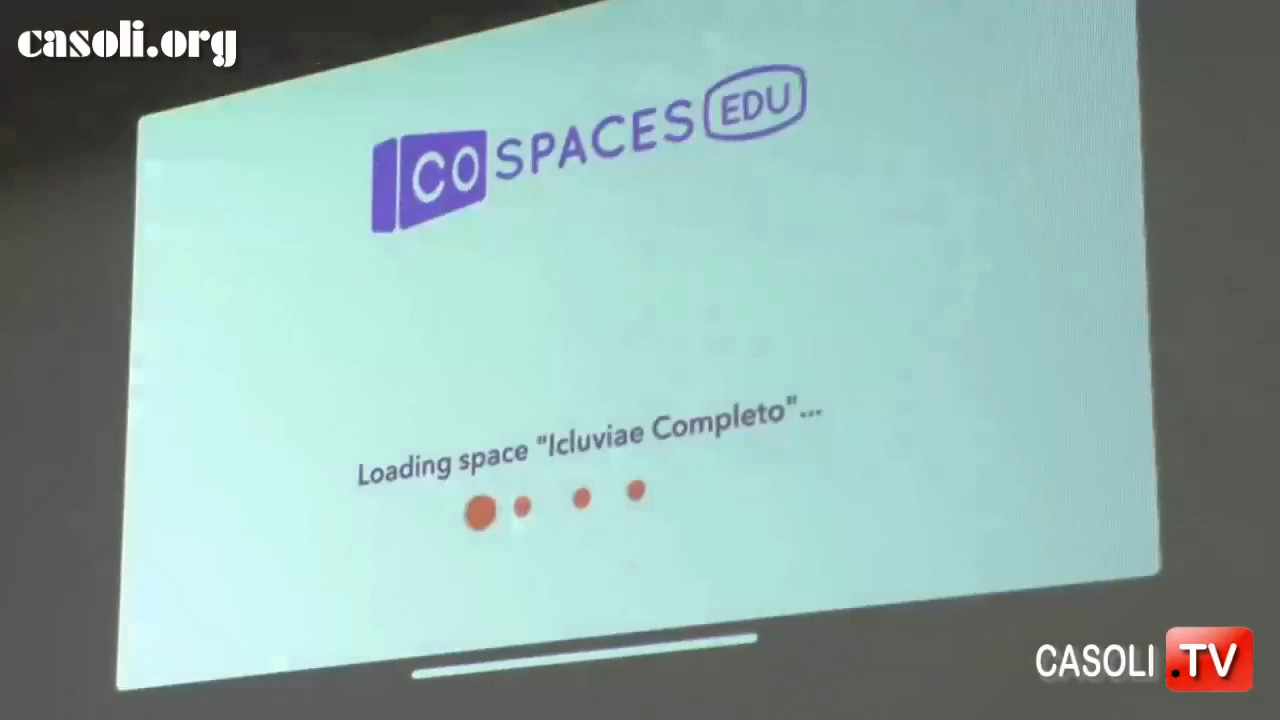 casoli.org
CO SPACES EDU
Loading space "Icluviae Completo"...
CASOLI .TV